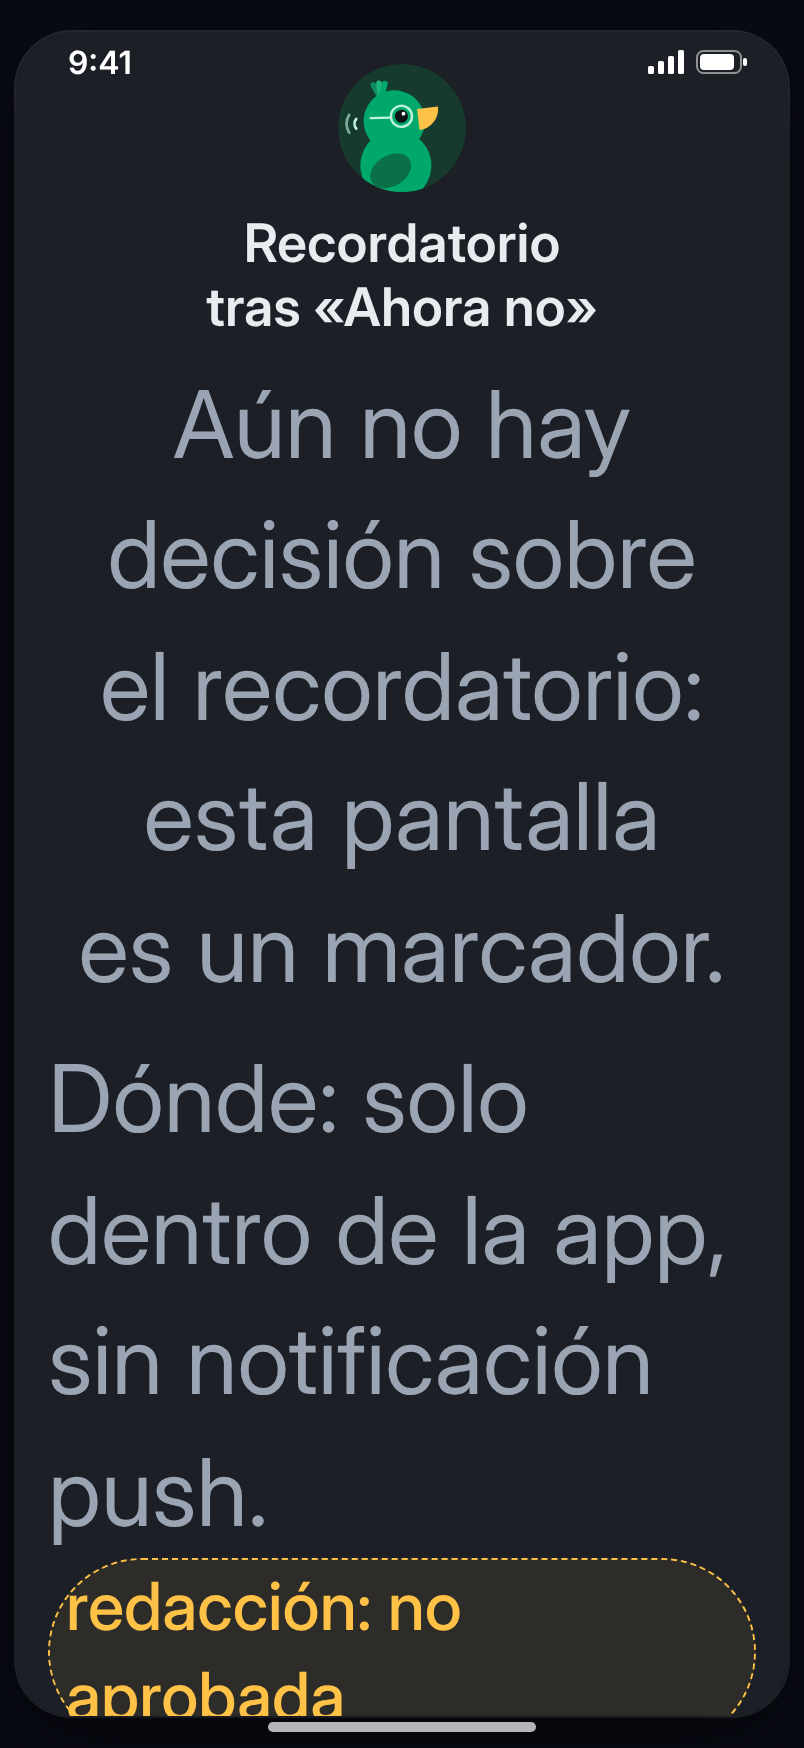 9:41
Recordatorio
tras «Ahora no»
Aún no hay
decisión sobre
el recordatorio:
esta pantalla
es un marcador.
Dónde: solo
dentro de la app,
sin notificación
push.
redacción: no
aprobada